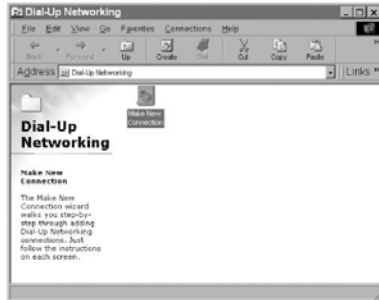 Dial-Up Networking
File Edit View Go Favorites Connections Help
Back Forward Up Create Dial Cut Copy Paste
Address Dial-Up Networking Links
Make New
Connection
Dial-Up
Networking
Make New
Connection
The Make New
Connection wizard
walks you step-by-
step through adding
Dial-Up Networking
connections. Just
follow the instructions
on each screen.